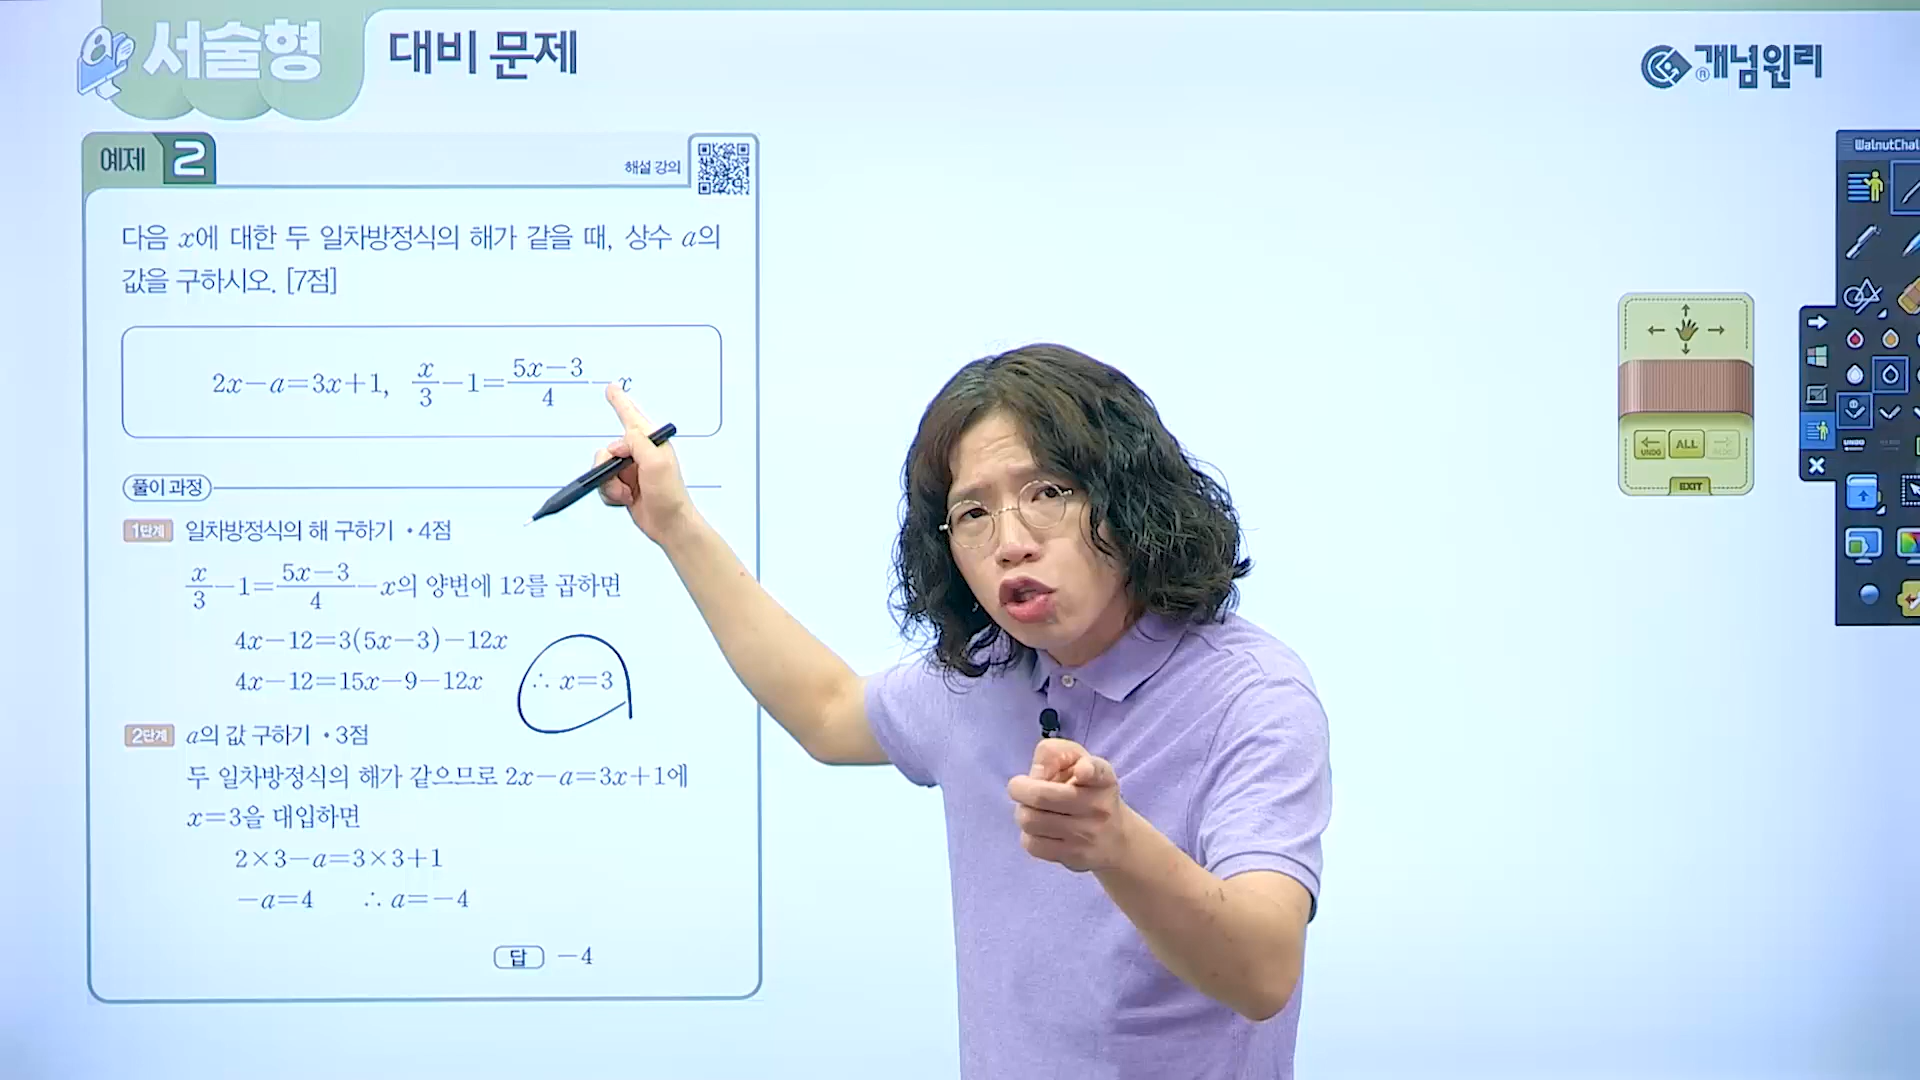 서술형 대비 문제
개념원리
예제 2
해설 강의
다음 x에 대한 두 일차방정식의 해가 같을 때, 상수 a의
값을 구하시오. [7점]
2x-a=3x+1, x/3-1=(5x-3)/4-x
풀이 과정
1단계 일차방정식의 해 구하기 • 4점
x/3-1=(5x-3)/4-x의 양변에 12를 곱하면
4x-12=3(5x-3)-12x
4x-12=15x-9-12x ∴ x=3
2단계 a의 값 구하기 • 3점
두 일차방정식의 해가 같으므로 2x-a=3x+1에
x=3을 대입하면
2×3-a=3×3+1
-a=4 ∴ a=-4
답 -4
UNDO ALL
EXIT
UNDO